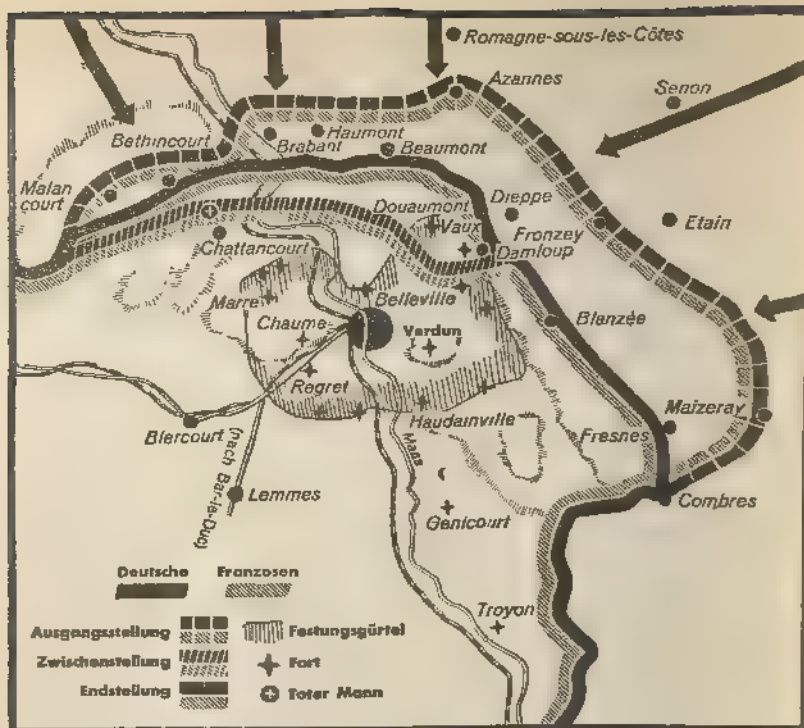 Romagne-sous-les-Côtes
Azannes
Senon
Bethincourt
Haumont
Brabant
Beaumont
Malan
court
Dieppe
Douaumont
Vaux
Fronzey
Etain
Damloup
Chattancourt
Marre
Belleville
Blanzée
Chaume
Verdun
Regret
Maizeray
Haudainville
Fresnes
Biercourt
(nach Bar-le-Duc)
Maas
Lemmes
Combres
Genicourt
Deutsche Franzosen
Troyon
Ausgangsstellung Festungsgürtel
Zwischenstellung Fort
Endstellung Toter Mann